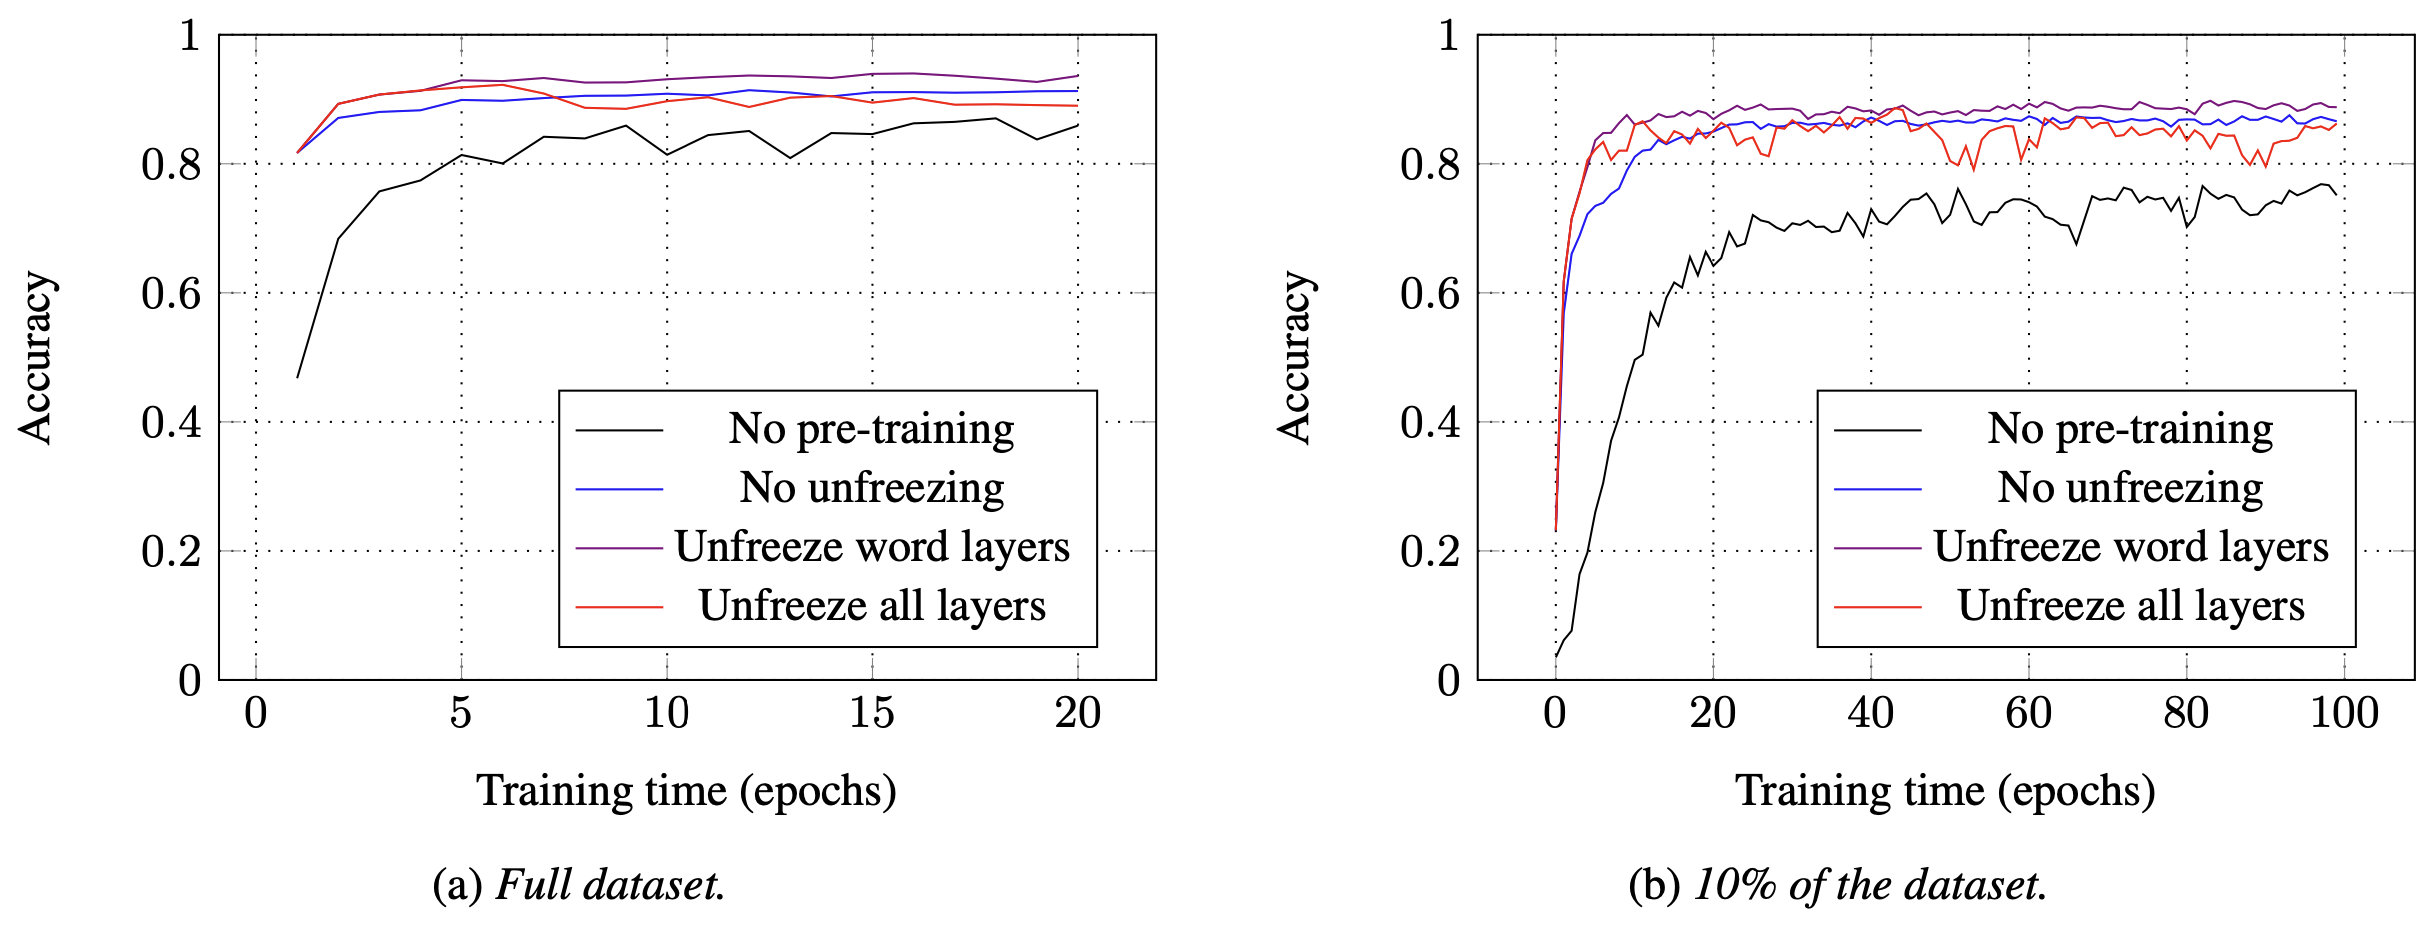 1
0.8
0.6
0.4
0.2
0
Accuracy
No pre-training
No unfreezing
Unfreeze word layers
Unfreeze all layers
0 5 10 15 20
Training time (epochs)
(a) Full dataset.
1
0.8
0.6
0.4
0.2
0
Accuracy
No pre-training
No unfreezing
Unfreeze word layers
Unfreeze all layers
0 20 40 60 80 100
Training time (epochs)
(b) 10% of the dataset.